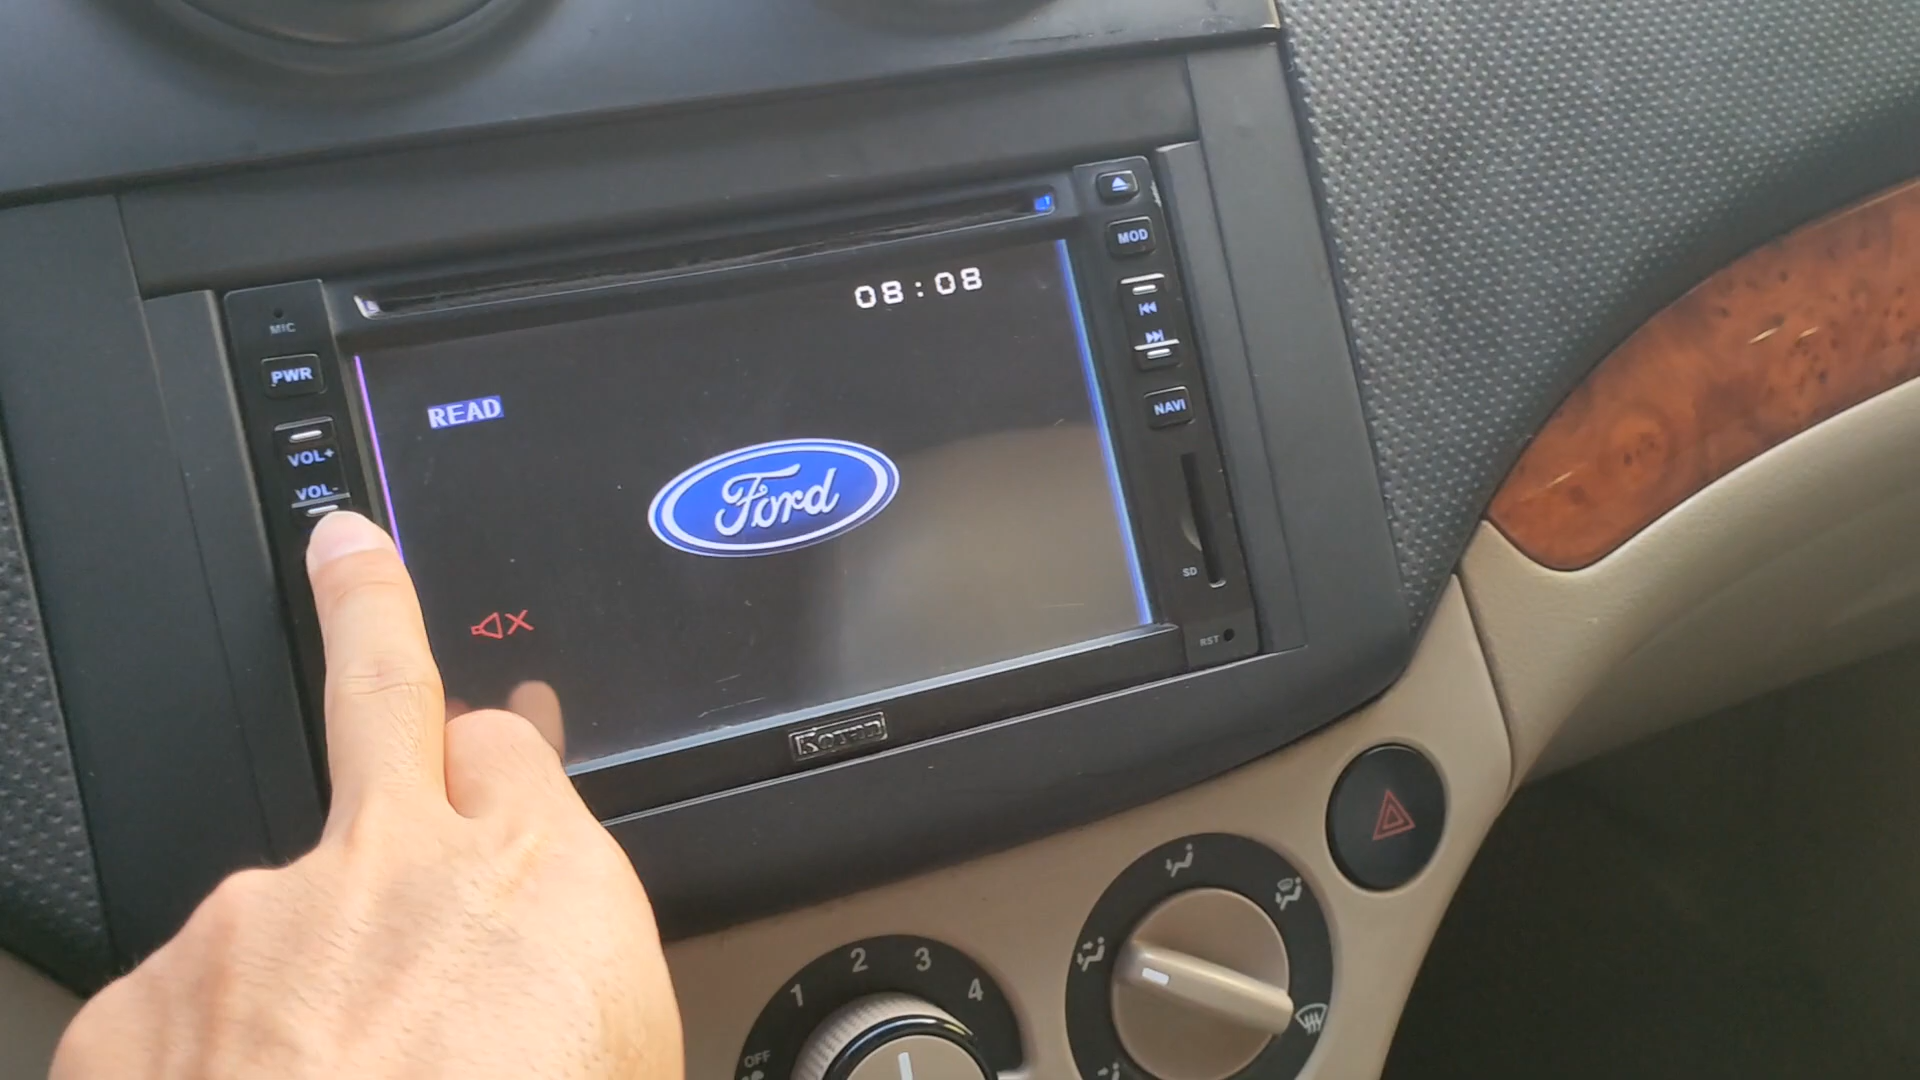 MIC
PWR
VOL+
VOL-
08:08
READ
Ford
MOD
NAVI
SD
RST
1
2
3
4
OFF